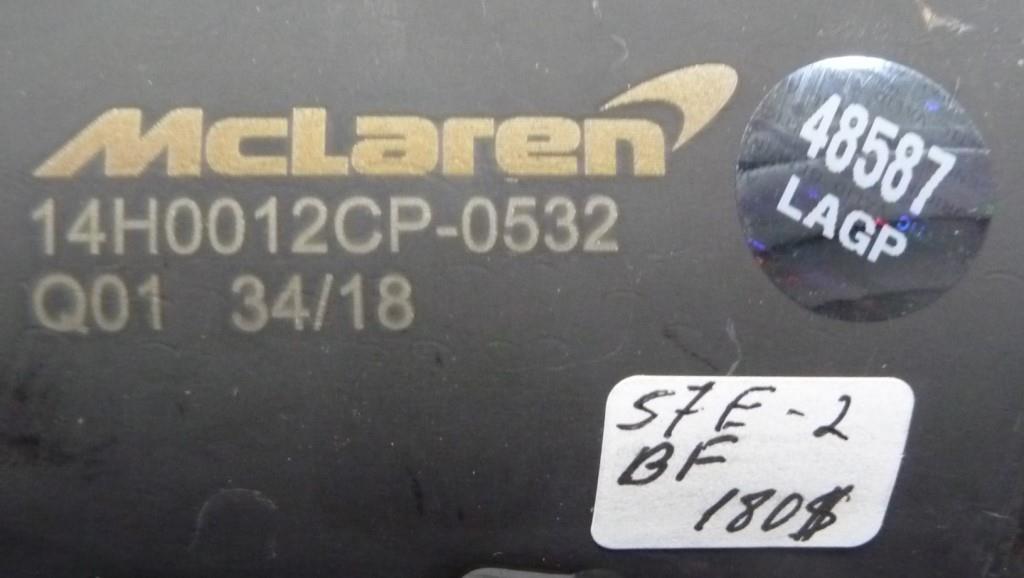 McLaren
14H0012CP-0532
Q01 34/18
48587
LAGP
S7E-2
BF
180$